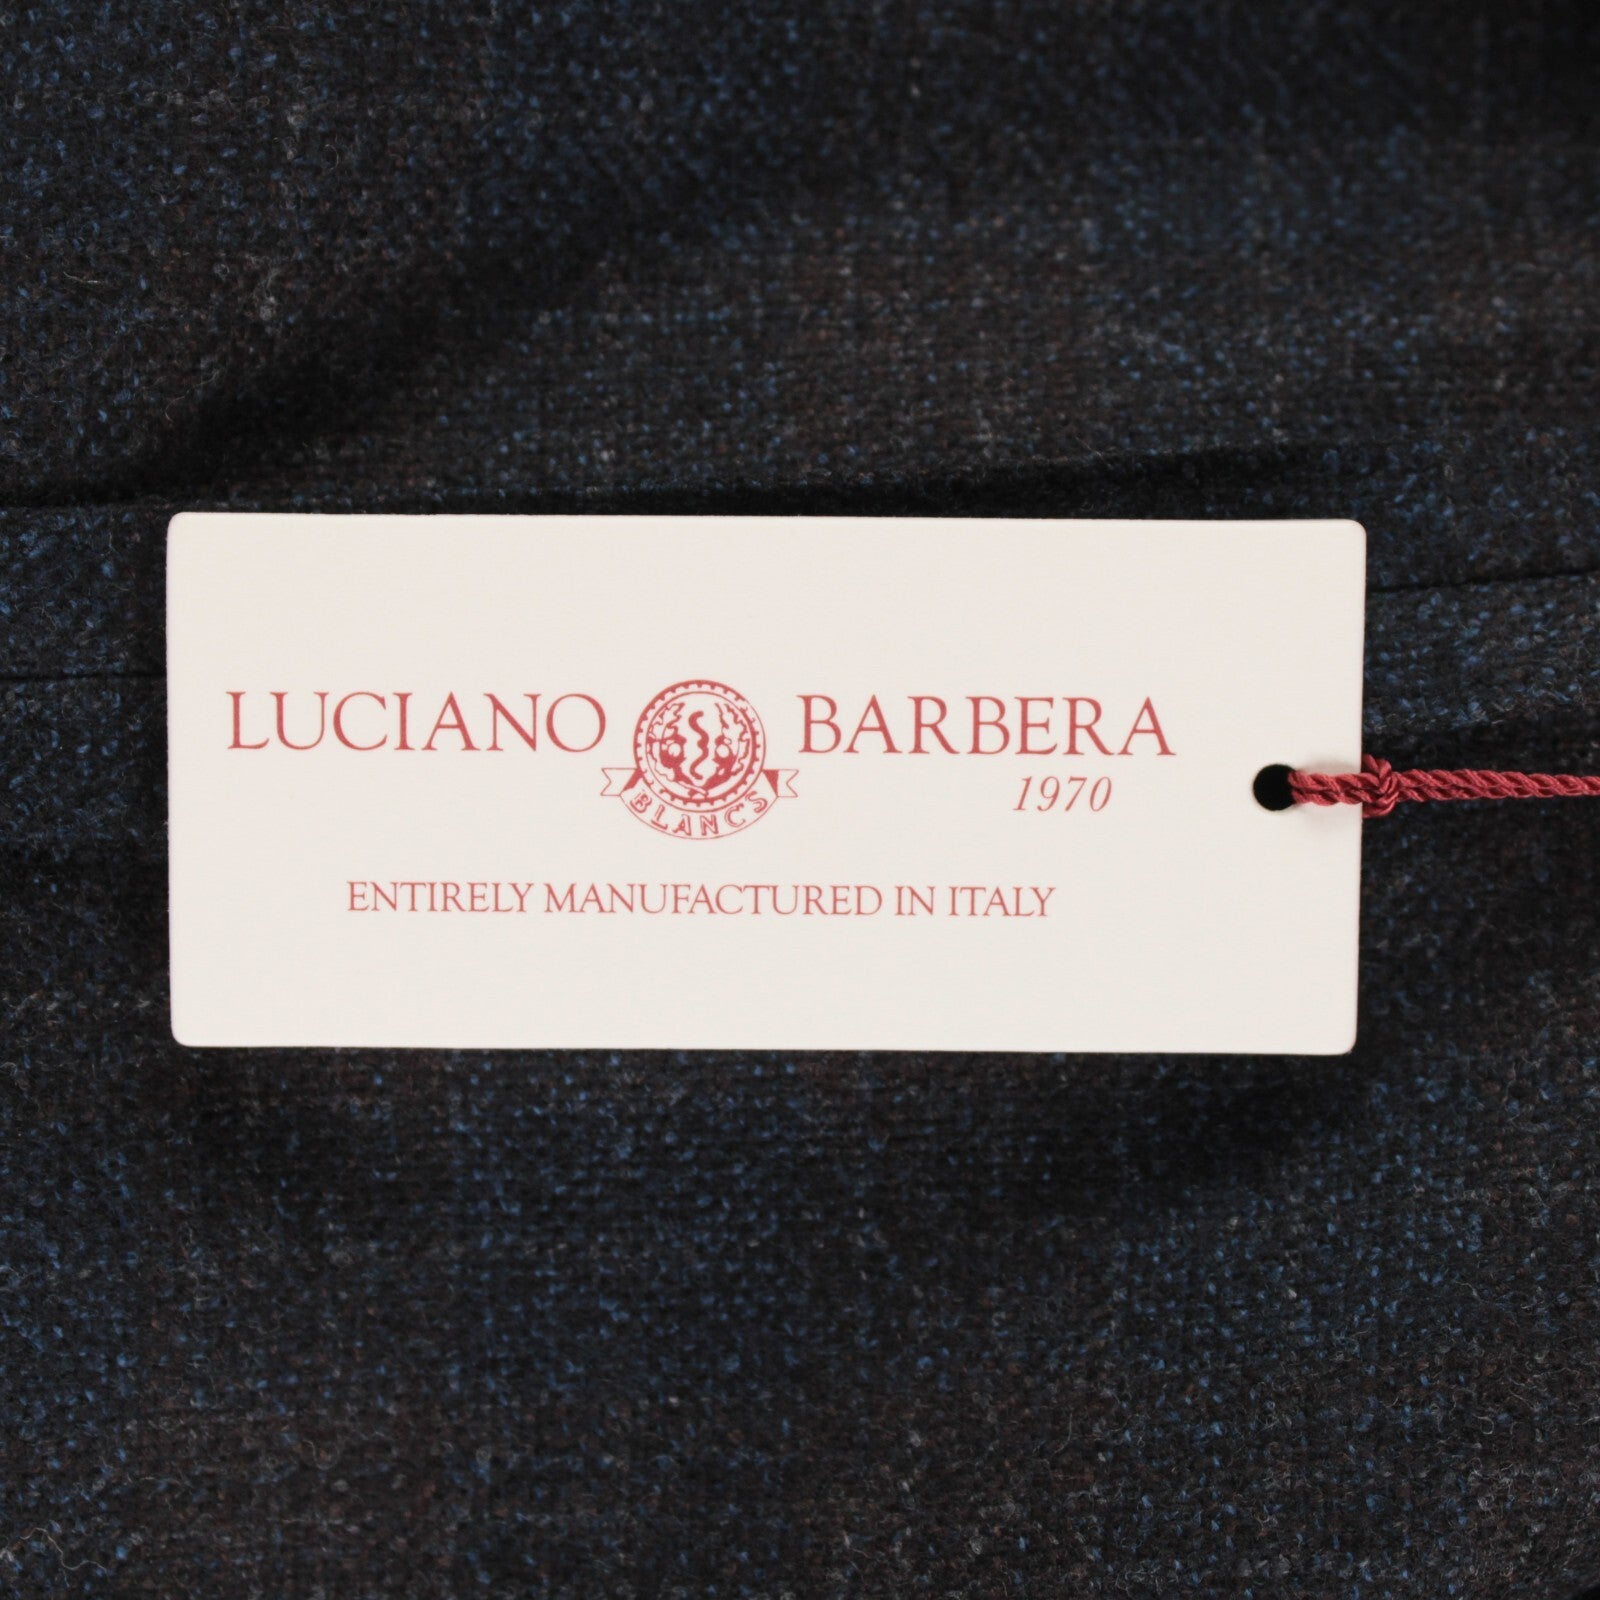 LUCIANO BARBERA
1970
BLANCS
ENTIRELY MANUFACTURED IN ITALY